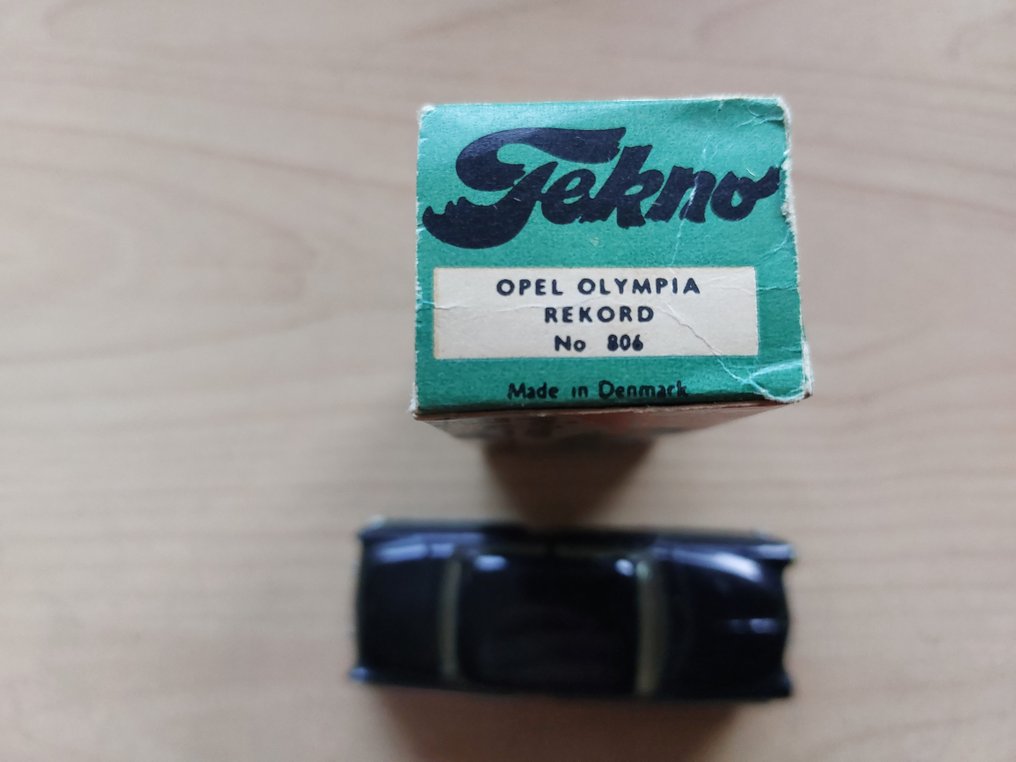 Tekno
OPEL OLYMPIA
REKORD
No 806
Made in Denmark